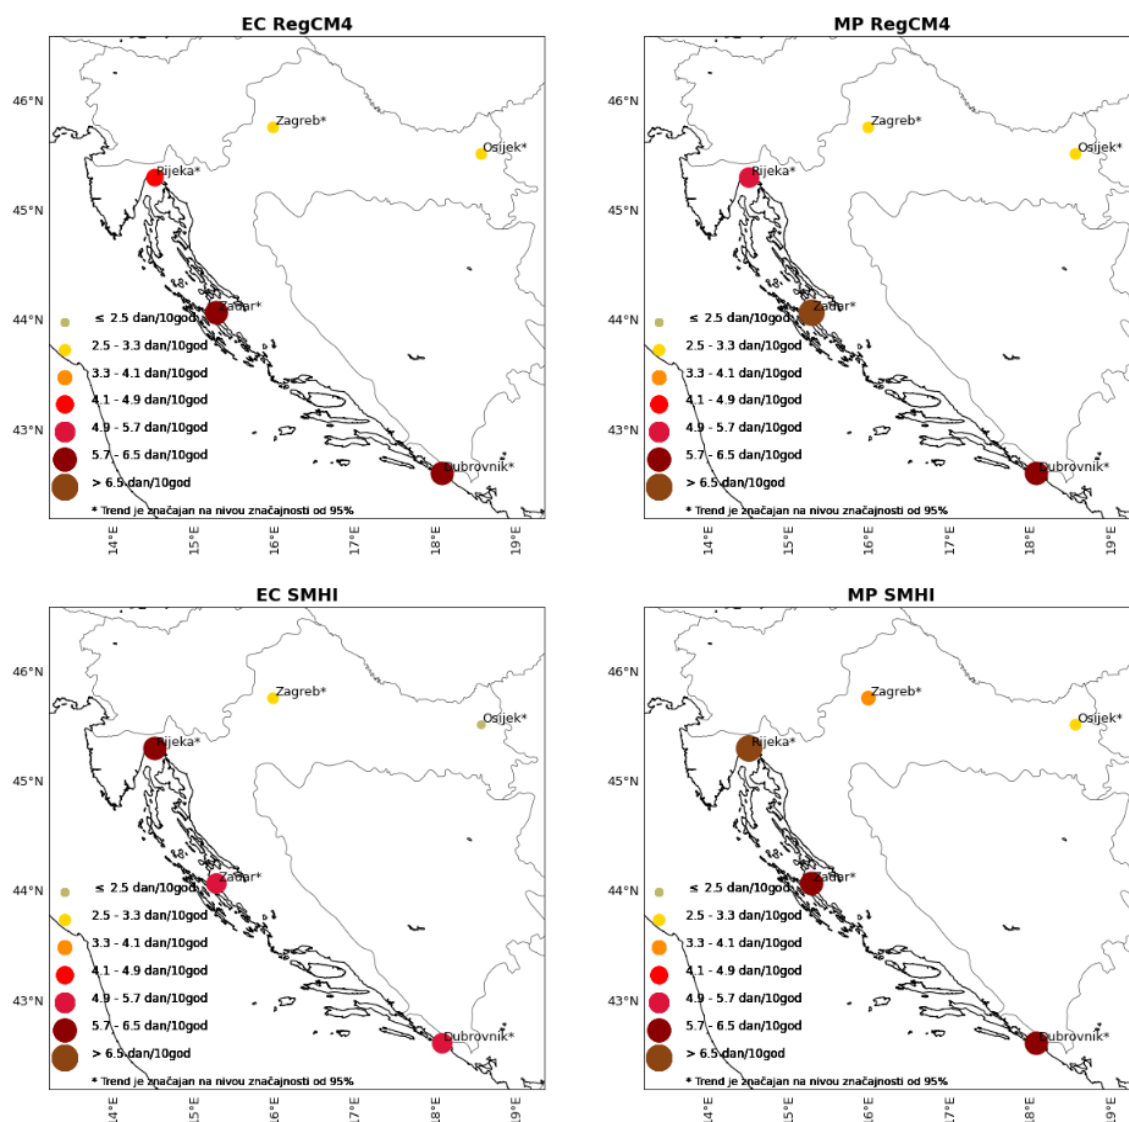 EC RegCM4
46°N
45°N
44°N
43°N
Zagreb*
Osijek*
Rijeka*
Zadar*
Dubrovnik*
≤ 2.5 dan/10god
2.5 - 3.3 dan/10god
3.3 - 4.1 dan/10god
4.1 - 4.9 dan/10god
4.9 - 5.7 dan/10god
5.7 - 6.5 dan/10god
> 6.5 dan/10god
* Trend je značajan na nivou značajnosti od 95%
14°E
15°E
16°E
17°E
18°E
19°E
MP RegCM4
Zagreb*
Osijek*
Rijeka*
Zadar*
Dubrovnik*
≤ 2.5 dan/10god
2.5 - 3.3 dan/10god
3.3 - 4.1 dan/10god
4.1 - 4.9 dan/10god
4.9 - 5.7 dan/10god
5.7 - 6.5 dan/10god
> 6.5 dan/10god
* Trend je značajan na nivou značajnosti od 95%
46°N
45°N
44°N
43°N
14°E
15°E
16°E
17°E
18°E
19°E
EC SMHI
46°N
45°N
44°N
43°N
Zagreb*
Osijek*
Rijeka*
Zadar*
Dubrovnik*
≤ 2.5 dan/10god
2.5 - 3.3 dan/10god
3.3 - 4.1 dan/10god
4.1 - 4.9 dan/10god
4.9 - 5.7 dan/10god
5.7 - 6.5 dan/10god
> 6.5 dan/10god
* Trend je značajan na nivou značajnosti od 95%
14°E
15°E
16°E
17°E
18°E
19°E
MP SMHI
46°N
45°N
44°N
43°N
Zagreb*
Osijek*
Rijeka*
Zadar*
Dubrovnik*
≤ 2.5 dan/10god
2.5 - 3.3 dan/10god
3.3 - 4.1 dan/10god
4.1 - 4.9 dan/10god
4.9 - 5.7 dan/10god
5.7 - 6.5 dan/10god
> 6.5 dan/10god
* Trend je značajan na nivou značajnosti od 95%
14°E
15°E
16°E
17°E
18°E
19°E